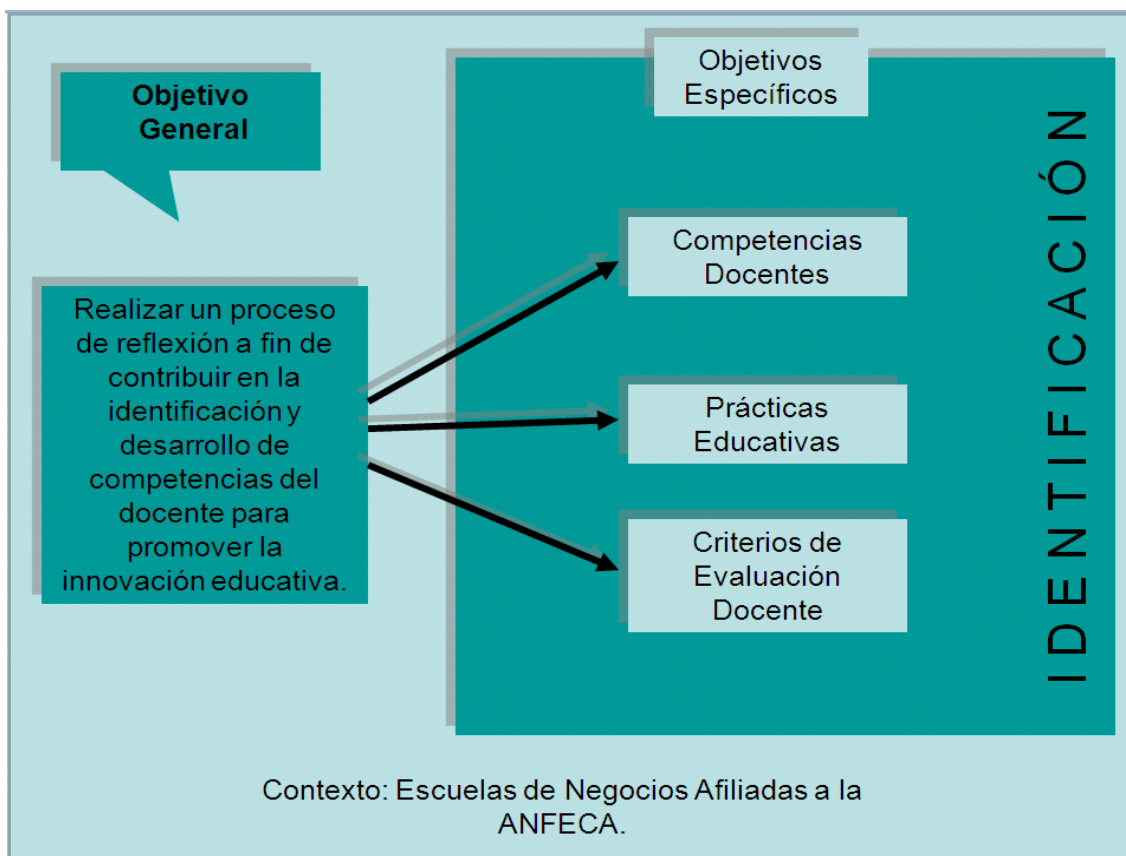 Objetivo
General
Realizar un proceso
de reflexión a fin de
contribuir en la
identificación y
desarrollo de
competencias del
docente para
promover la
innovación educativa.
Objetivos
Específicos
Competencias
Docentes
Prácticas
Educativas
Criterios de
Evaluación
Docente
IDENTIFICACIÓN
Contexto: Escuelas de Negocios Afiliadas a la
ANFECA.